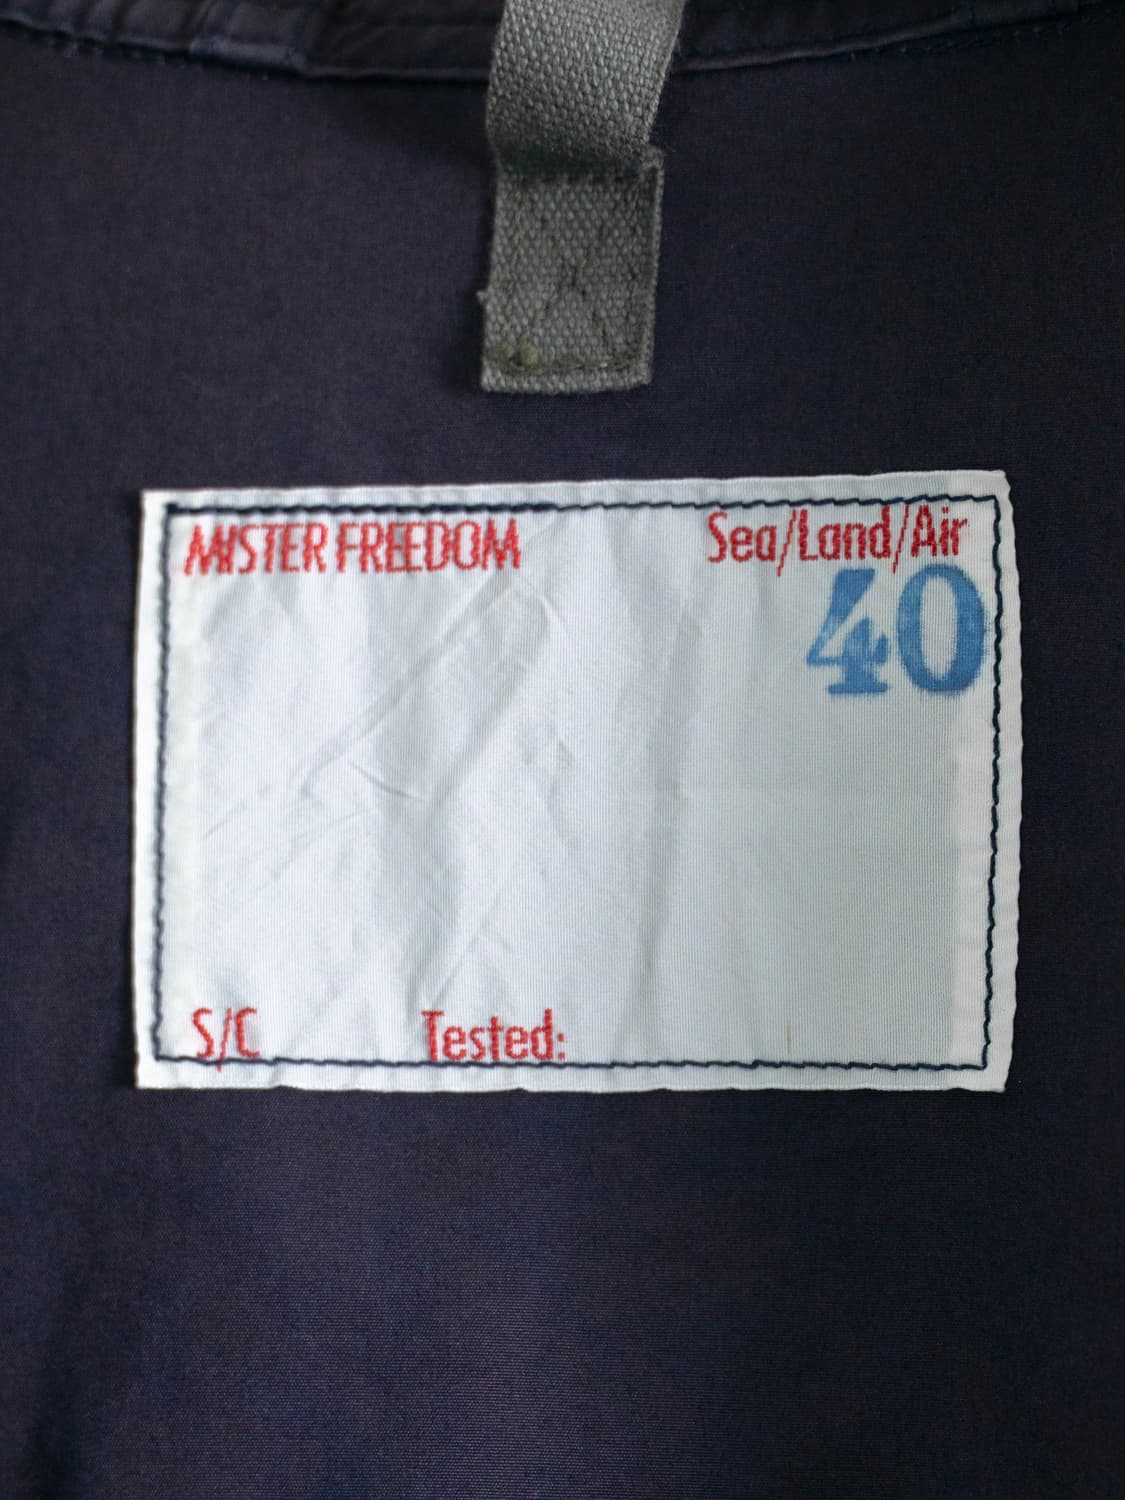 MISTER FREEDOM Sea/Land/Air
40
S/C Tested: